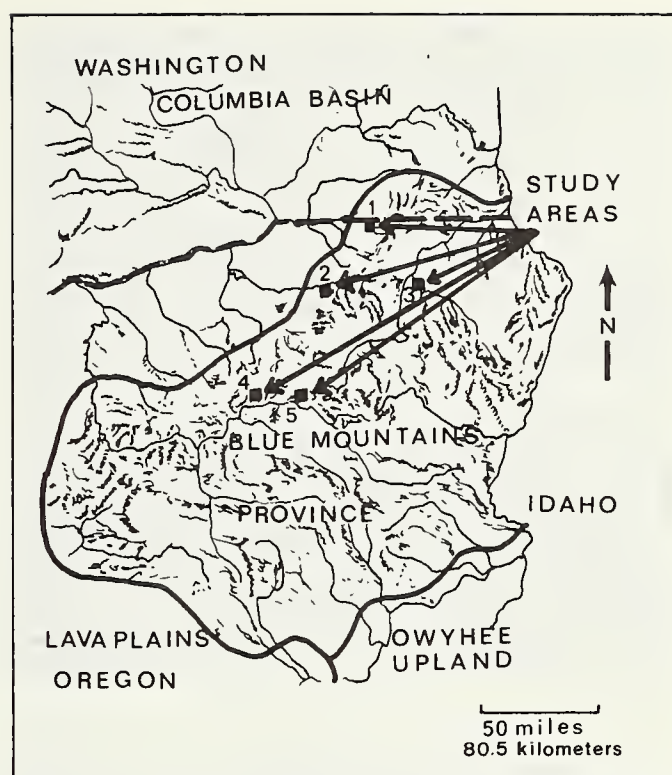 WASHINGTON
COLUMBIA BASIN
STUDY
AREAS
1
2
3
N
4
5
BLUE MOUNTAINS
PROVINCE
IDAHO
LAVA PLAINS
OREGON
OWYHEE
UPLAND
50 miles
80.5 kilometers